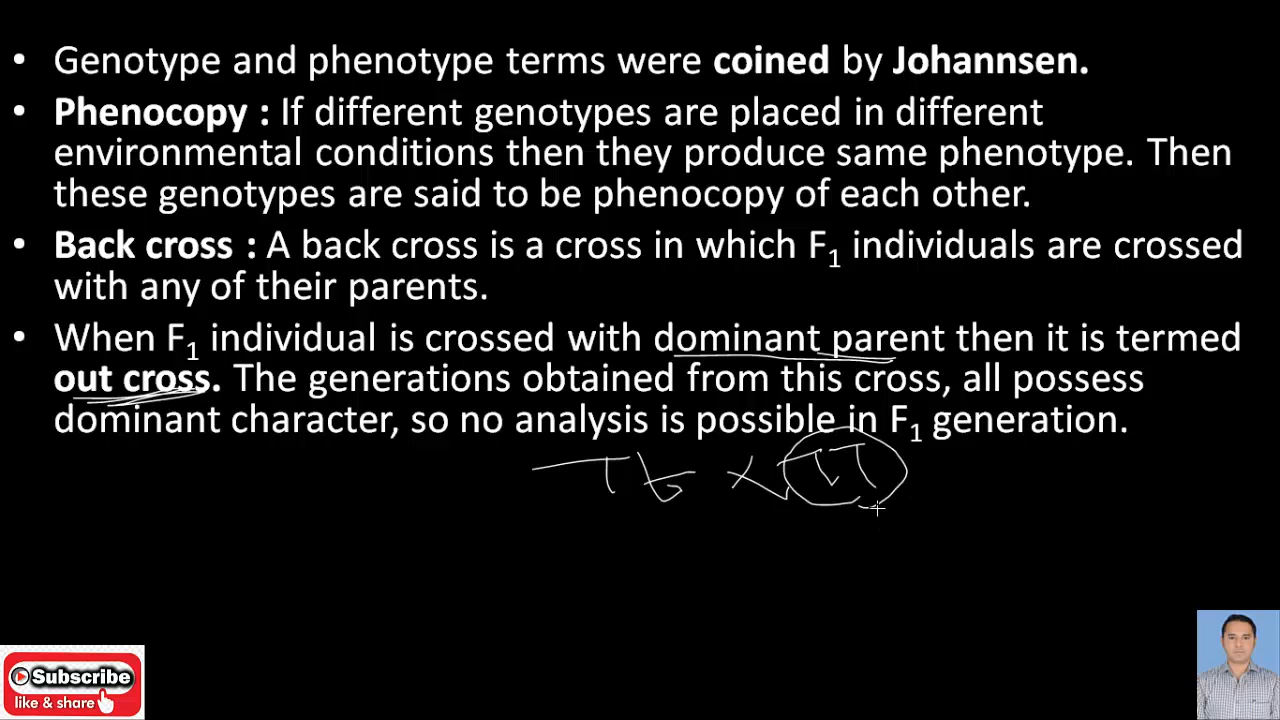 • Genotype and phenotype terms were coined by Johannsen.
• Phenocopy : If different genotypes are placed in different
environmental conditions then they produce same phenotype. Then
these genotypes are said to be phenocopy of each other.
• Back cross : A back cross is a cross in which F1 individuals are crossed
with any of their parents.
• When F1 individual is crossed with dominant parent then it is termed
out cross. The generations obtained from this cross, all possess
dominant character, so no analysis is possible in F1 generation.
Tt × TT
Subscribe
like & share